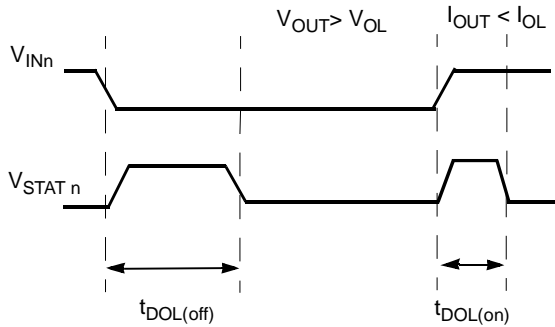 V_OUT > V_OL
I_OUT < I_OL
V_INn
V_STAT n
t_DOL(off)
t_DOL(on)